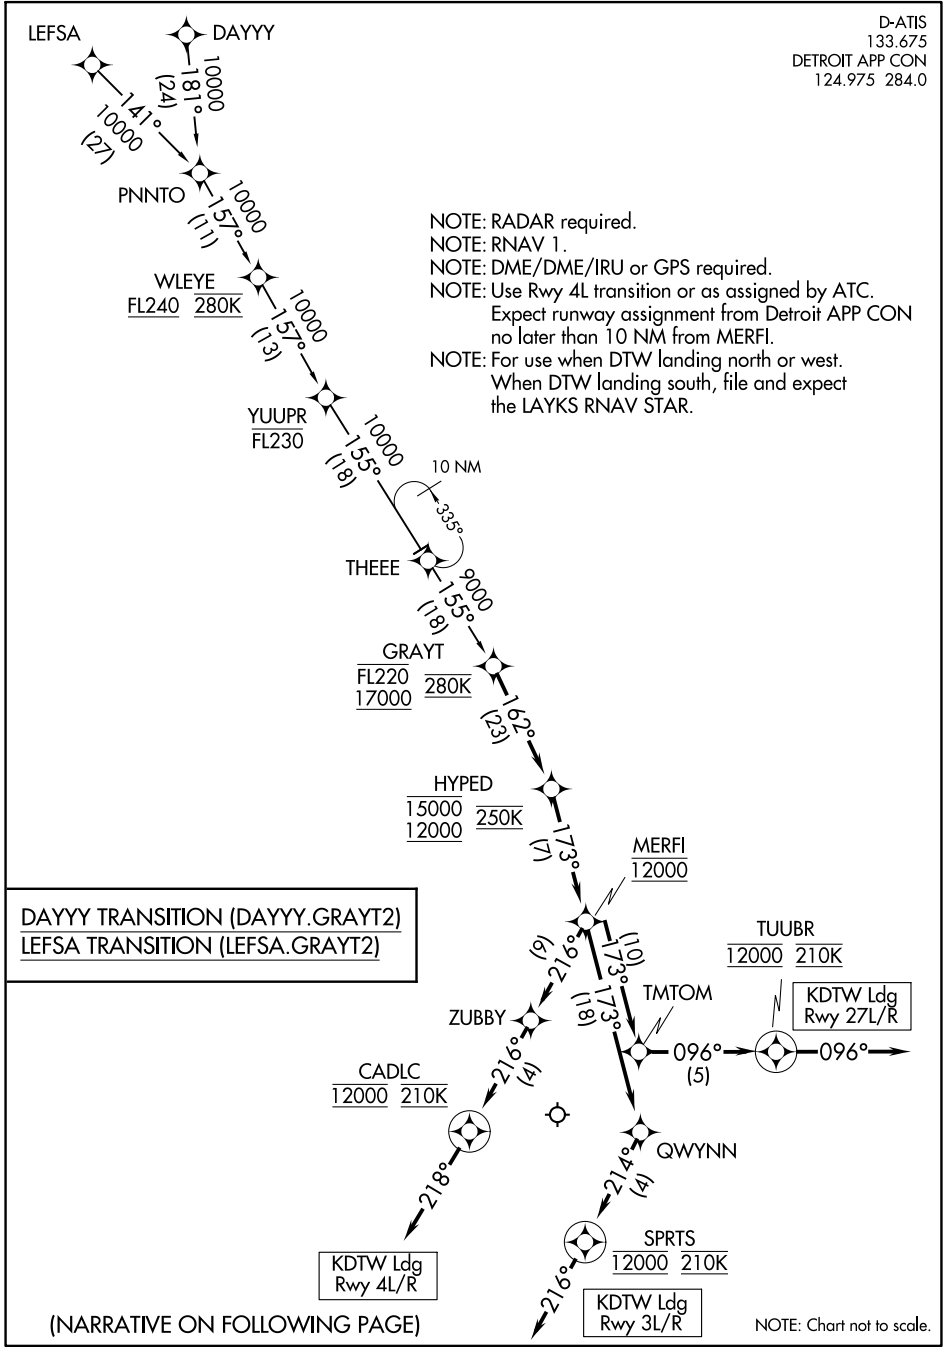 D-ATIS
133.675
DETROIT APP CON
124.975 284.0
LEFSA
DAYYY
10000
181°
(24)
141°
10000
(27)
PNNTO
10000
157°
(11)
WLEYE
FL240 280K
10000
157°
(13)
YUUPR
FL230
10000
155°
(18)
10 NM
335°
NOTE: RADAR required.
NOTE: RNAV 1.
NOTE: DME/DME/IRU or GPS required.
NOTE: Use Rwy 4L transition or as assigned by ATC.
Expect runway assignment from Detroit APP CON
no later than 10 NM from MERFI.
NOTE: For use when DTW landing north or west.
When DTW landing south, file and expect
the LAYKS RNAV STAR.
THEEE
9000
155°
(18)
GRAYT
FL220
17000
280K
162°
(23)
HYPED
15000
12000
250K
173°
(7)
MERFI
12000
DAYYY TRANSITION (DAYYY.GRAYT2)
LEFSA TRANSITION (LEFSA.GRAYT2)
(9)
216°
(10)
173°
173°
(18)
TUUBR
12000 210K
TMTOM
KDTW Ldg
Rwy 27L/R
096°
(5)
096°
ZUBBY
216°
(4)
CADLC
12000 210K
218°
KDTW Ldg
Rwy 4L/R
QWYNN
214°
(4)
SPRTS
12000 210K
216°
KDTW Ldg
Rwy 3L/R
(NARRATIVE ON FOLLOWING PAGE)
NOTE: Chart not to scale.